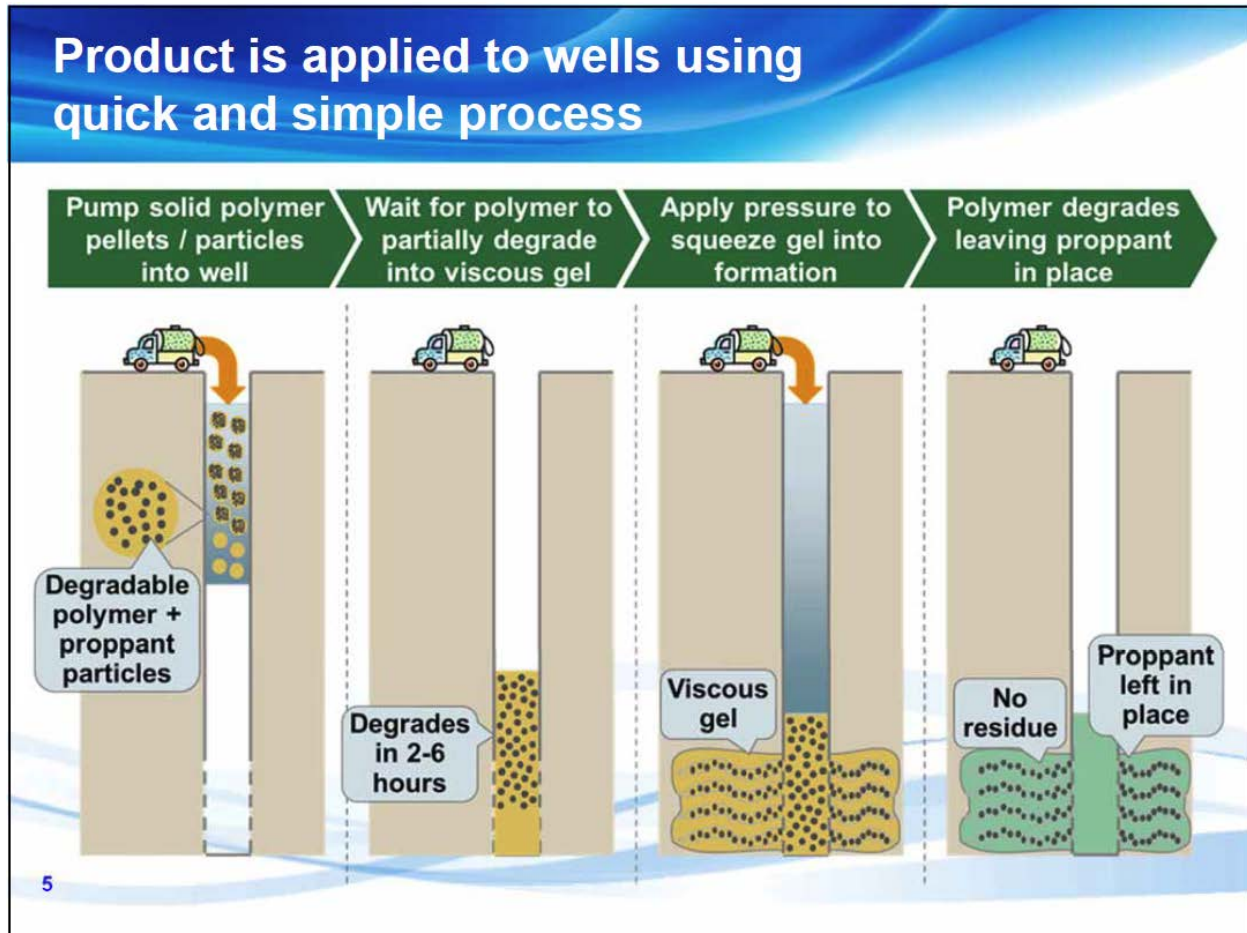 Product is applied to wells using
quick and simple process
Pump solid polymer
pellets / particles
into well
Wait for polymer to
partially degrade
into viscous gel
Apply pressure to
squeeze gel into
formation
Polymer degrades
leaving proppant
in place
Degradable
polymer +
proppant
particles
Degrades
in 2-6
hours
Viscous
gel
No
residue
Proppant
left in
place
5